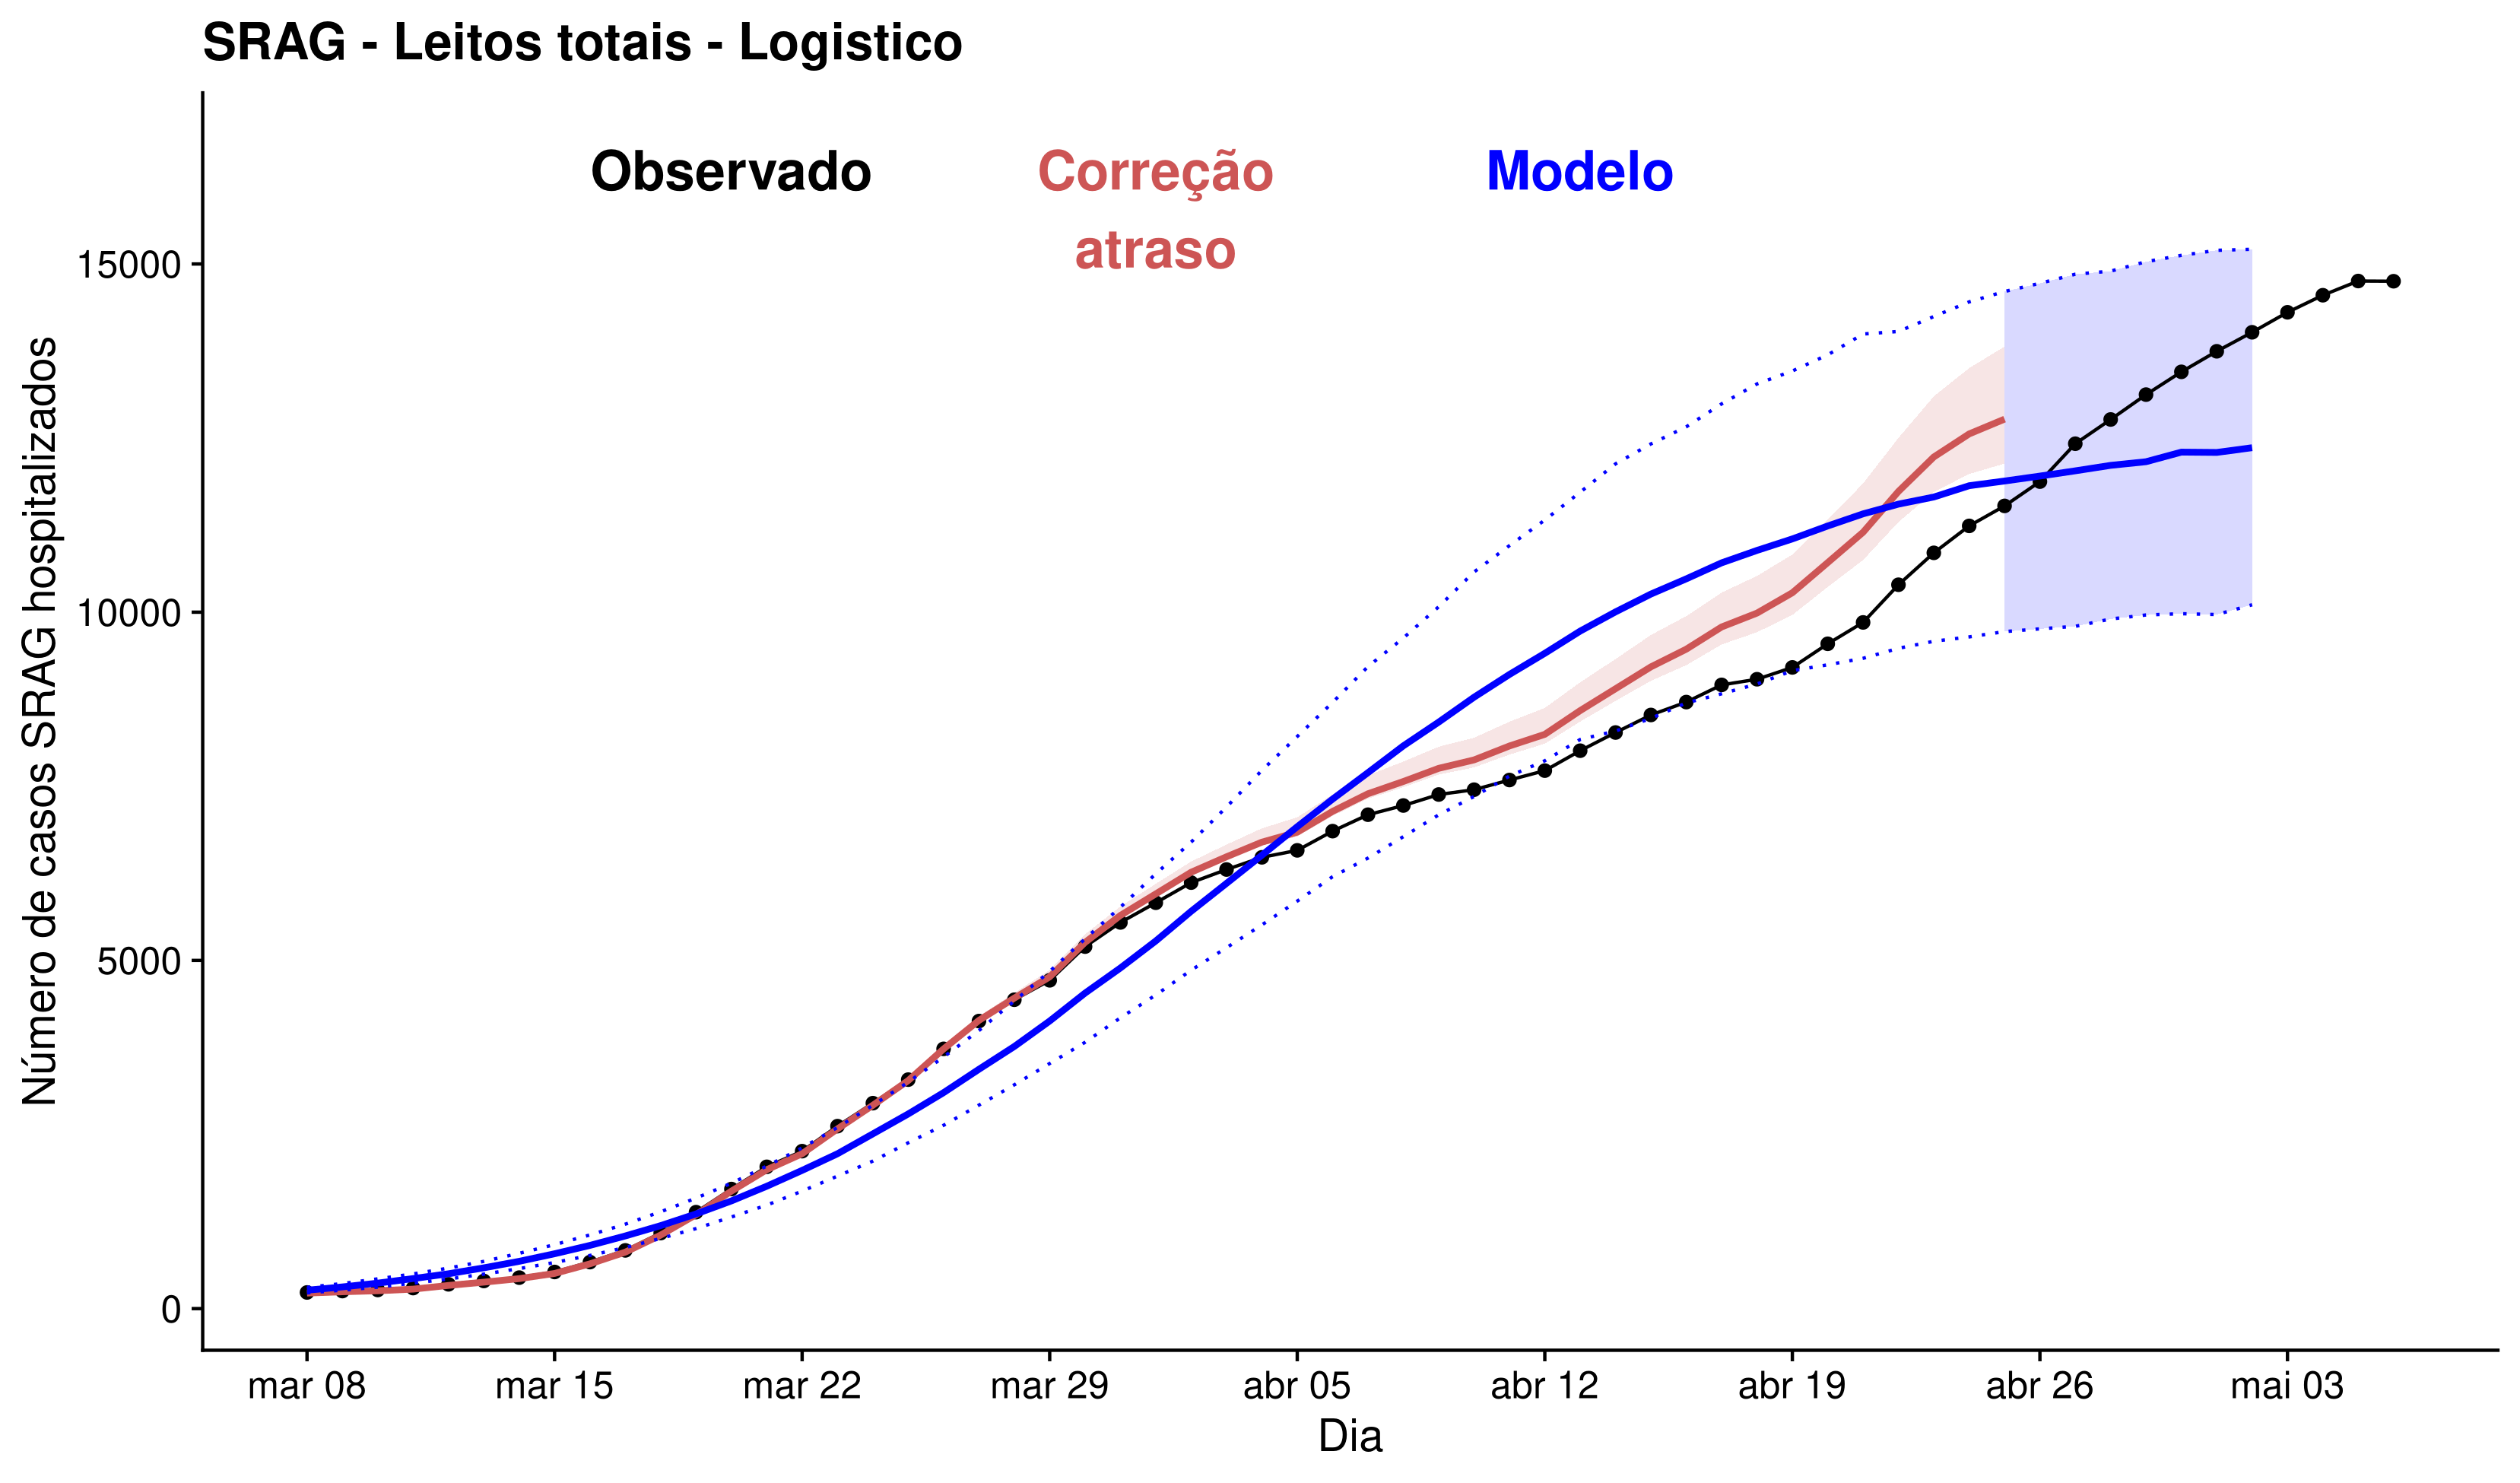 SRAG - Leitos totais - Logistico
Observado
Correção
atraso
Modelo
Número de casos SRAG hospitalizados
15000
10000
5000
0
mar 08
mar 15
mar 22
mar 29
abr 05
abr 12
abr 19
abr 26
mai 03
Dia